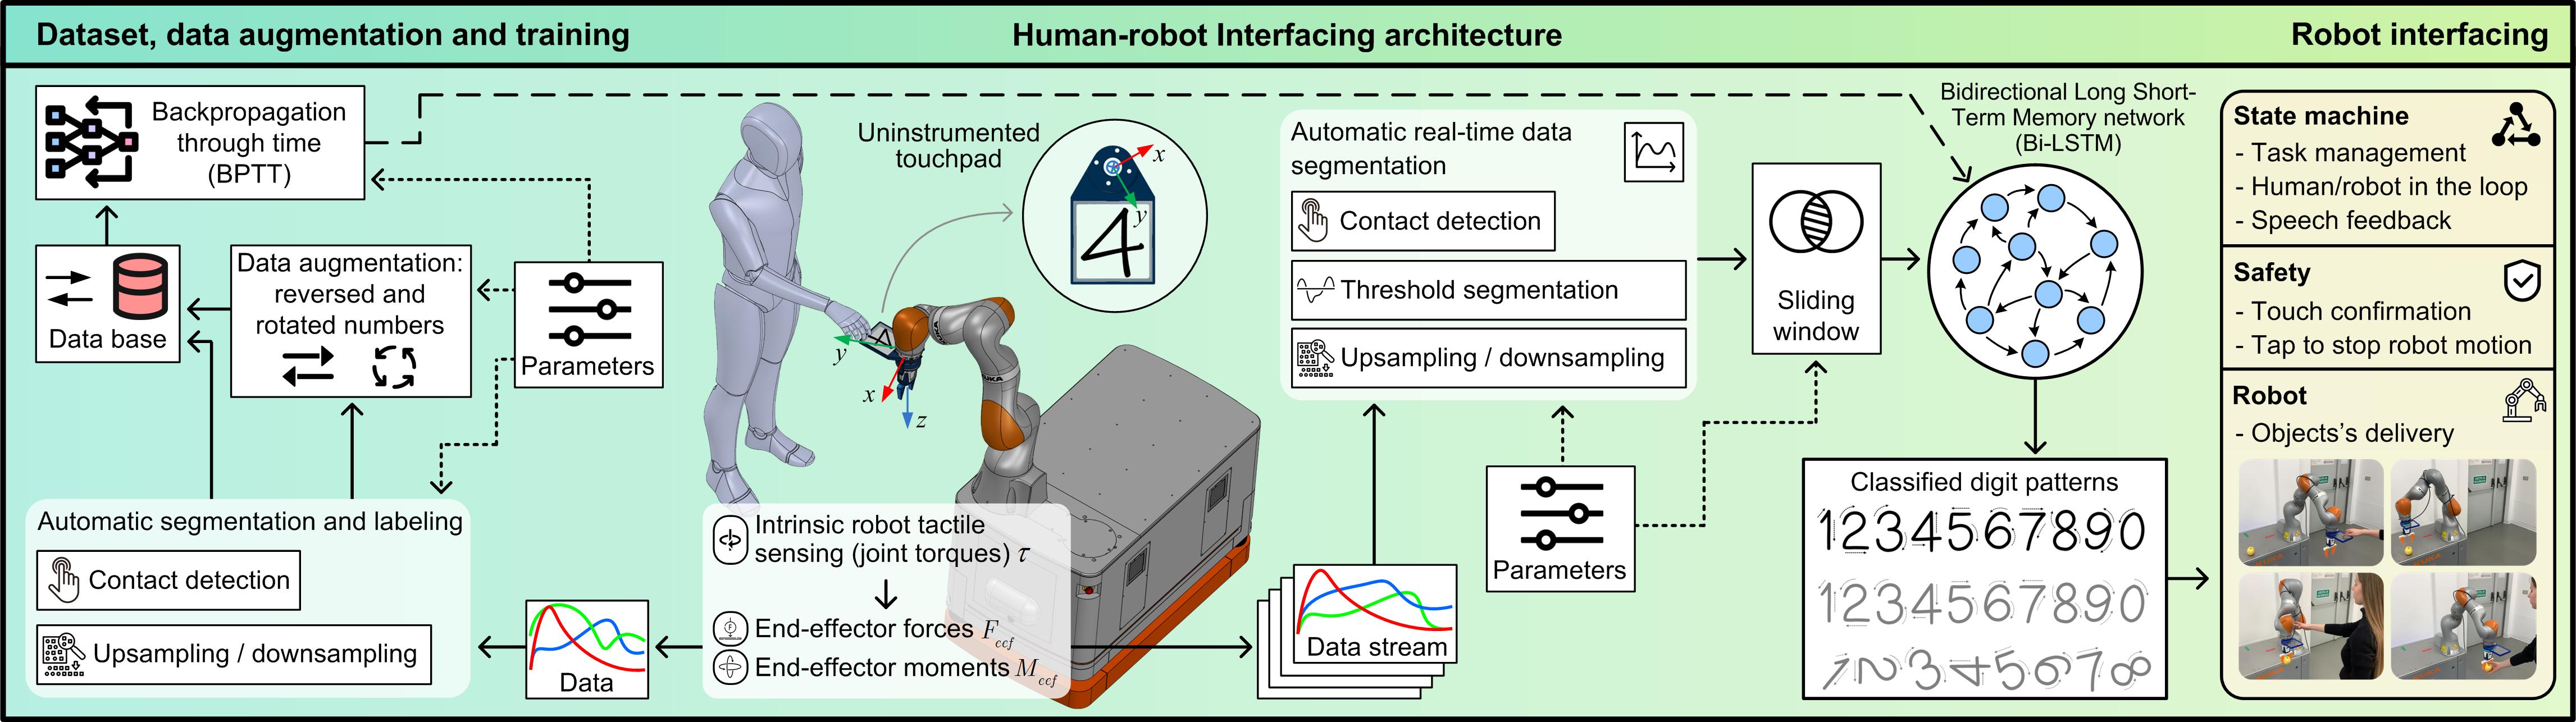 Dataset, data augmentation and training
Human-robot Interfacing architecture
Robot interfacing
Backpropagation
through time
(BPTT)
Data base
Data augmentation:
reversed and
rotated numbers
Parameters
Automatic segmentation and labeling
Contact detection
Upsampling / downsampling
Data
Uninstrumented
touchpad
x
y
4
y
x
z
KUKA
Intrinsic robot tactile
sensing (joint torques) τ
End-effector forces F_ccf
End-effector moments M_ccf
Data stream
Automatic real-time data
segmentation
Contact detection
Threshold segmentation
Upsampling / downsampling
Parameters
Sliding
window
Bidirectional Long Short-
Term Memory network
(Bi-LSTM)
Classified digit patterns
1234567890
1234567890
12345678
State machine
- Task management
- Human/robot in the loop
- Speech feedback
Safety
- Touch confirmation
- Tap to stop robot motion
Robot
- Objects's delivery